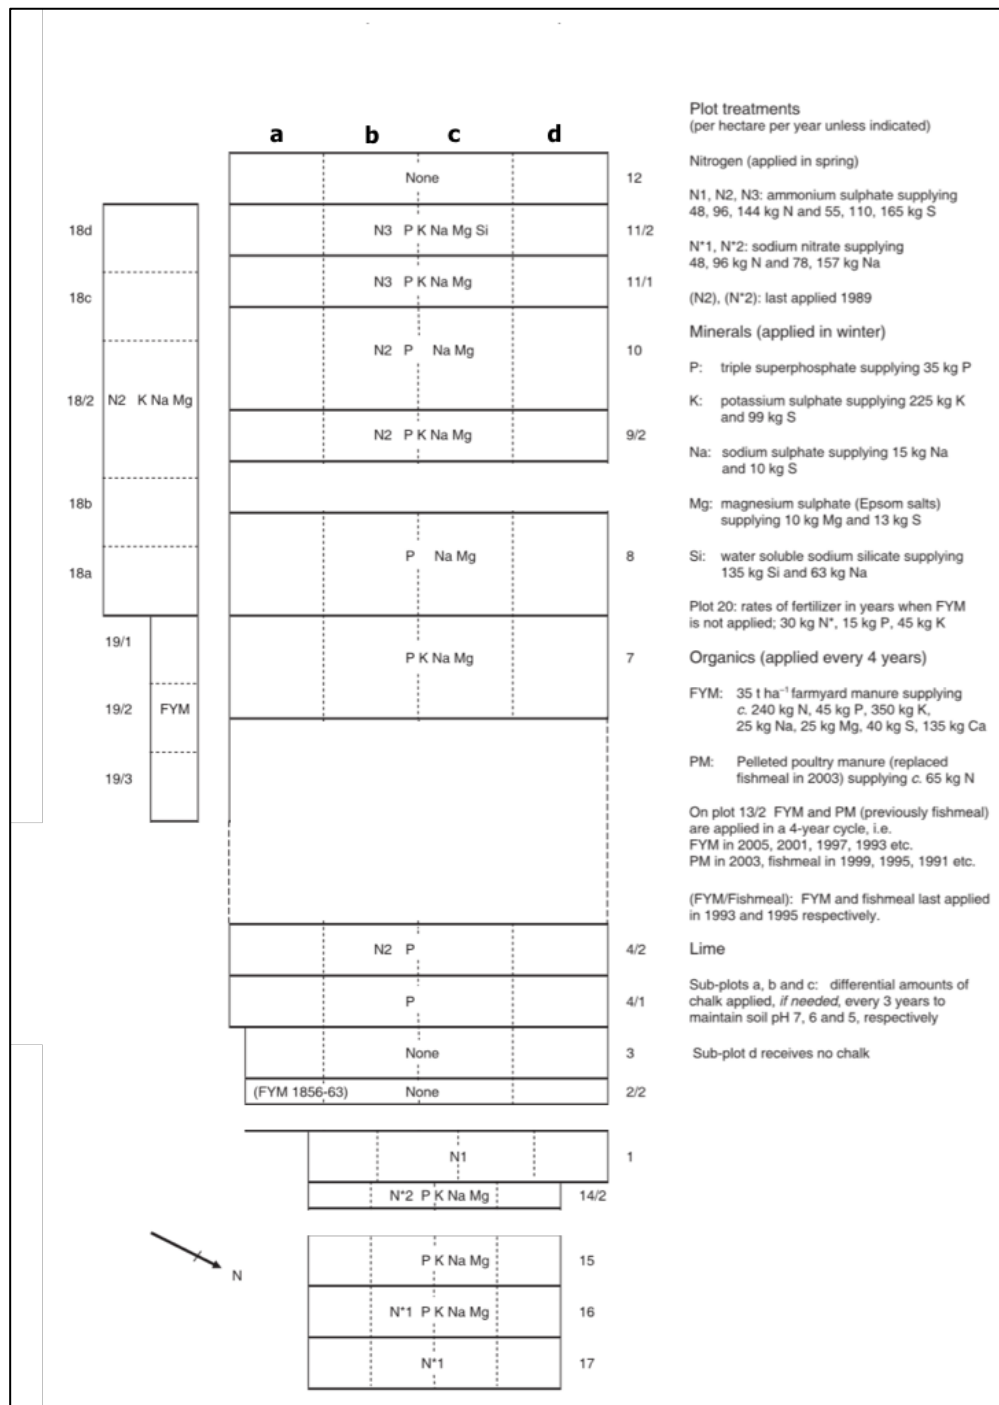 a b c d
None 12
18d N3 P K Na Mg Si 11/2
18c N3 P K Na Mg 11/1
N2 P Na Mg 10
18/2 N2 K Na Mg
N2 P K Na Mg 9/2
18b
P Na Mg 8
18a
19/1
P K Na Mg 7
19/2 FYM
19/3
N2 P 4/2
P 4/1
None 3
(FYM 1856-63) None 2/2
N1 1
N*2 P K Na Mg 14/2
P K Na Mg 15
N
N*1 P K Na Mg 16
N*1 17
Plot treatments
(per hectare per year unless indicated)
Nitrogen (applied in spring)
N1, N2, N3: ammonium sulphate supplying
48, 96, 144 kg N and 55, 110, 165 kg S
N*1, N*2: sodium nitrate supplying
48, 96 kg N and 78, 157 kg Na
(N2), (N*2): last applied 1989
Minerals (applied in winter)
P: triple superphosphate supplying 35 kg P
K: potassium sulphate supplying 225 kg K
and 99 kg S
Na: sodium sulphate supplying 15 kg Na
and 10 kg S
Mg: magnesium sulphate (Epsom salts)
supplying 10 kg Mg and 13 kg S
Si: water soluble sodium silicate supplying
135 kg Si and 63 kg Na
Plot 20: rates of fertilizer in years when FYM
is not applied; 30 kg N*, 15 kg P, 45 kg K
Organics (applied every 4 years)
FYM: 35 t ha⁻¹ farmyard manure supplying
c. 240 kg N, 45 kg P, 350 kg K,
25 kg Na, 25 kg Mg, 40 kg S, 135 kg Ca
PM: Pelleted poultry manure (replaced
fishmeal in 2003) supplying c. 65 kg N
On plot 13/2 FYM and PM (previously fishmeal)
are applied in a 4-year cycle, i.e.
FYM in 2005, 2001, 1997, 1993 etc.
PM in 2003, fishmeal in 1999, 1995, 1991 etc.
(FYM/Fishmeal): FYM and fishmeal last applied
in 1993 and 1995 respectively.
Lime
Sub-plots a, b and c: differential amounts of
chalk applied, if needed, every 3 years to
maintain soil pH 7, 6 and 5, respectively
Sub-plot d receives no chalk